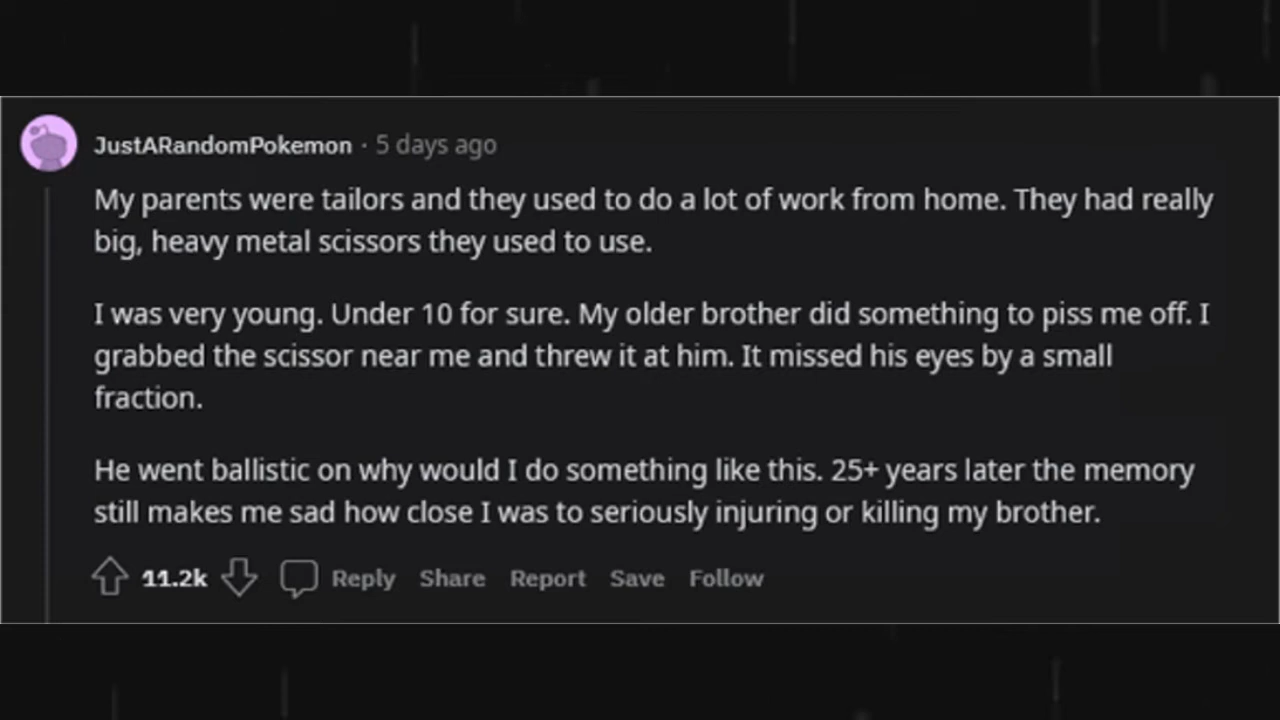 JustARandomPokemon · 5 days ago
My parents were tailors and they used to do a lot of work from home. They had really
big, heavy metal scissors they used to use.
I was very young. Under 10 for sure. My older brother did something to piss me off. I
grabbed the scissor near me and threw it at him. It missed his eyes by a small
fraction.
He went ballistic on why would I do something like this. 25+ years later the memory
still makes me sad how close I was to seriously injuring or killing my brother.
11.2k Reply Share Report Save Follow